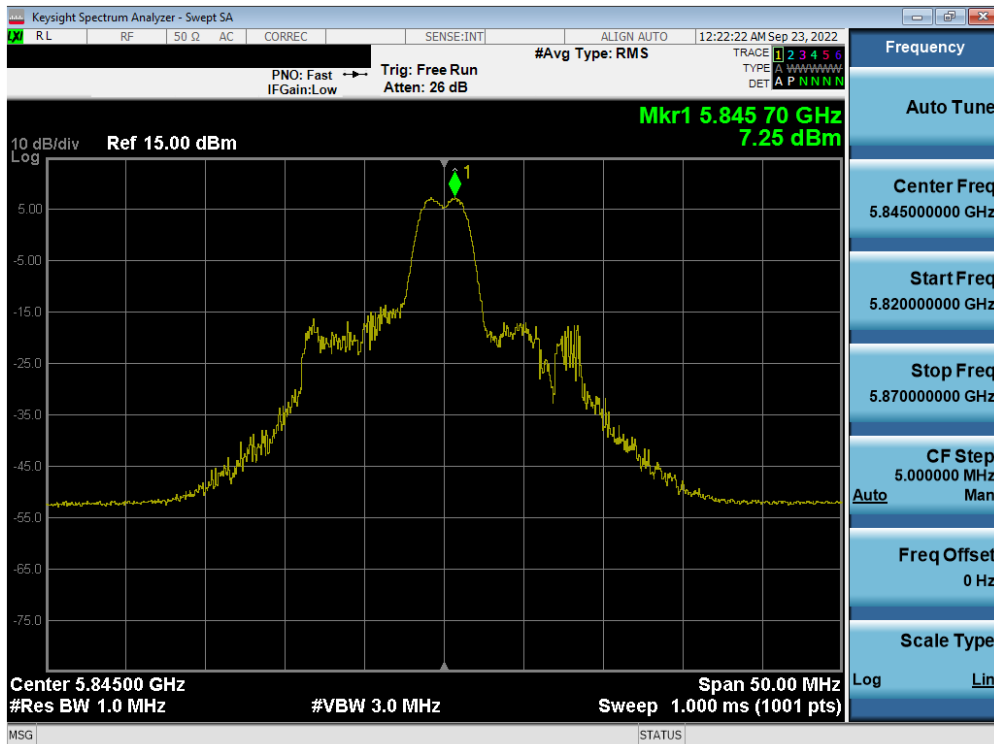 Keysight Spectrum Analyzer - Swept SA
LXI RL RF 50 Ω AC CORREC SENSE:INT ALIGN AUTO 12:22:22 AM Sep 23, 2022
PNO: Fast
IFGain:Low
Trig: Free Run
Atten: 26 dB
#Avg Type: RMS
TRACE 1 2 3 4 5 6
TYPE A WWWWW
DET A P N N N N
Mkr1 5.845 70 GHz
7.25 dBm
10 dB/div Ref 15.00 dBm
Log
1
5.00
-5.00
-15.0
-25.0
-35.0
-45.0
-55.0
-65.0
-75.0
Center 5.84500 GHz Span 50.00 MHz
#Res BW 1.0 MHz #VBW 3.0 MHz Sweep 1.000 ms (1001 pts)
MSG STATUS
Frequency
Auto Tune
Center Freq
5.845000000 GHz
Start Freq
5.820000000 GHz
Stop Freq
5.870000000 GHz
CF Step
5.000000 MHz
Auto Man
Freq Offset
0 Hz
Scale Type
Log Lin